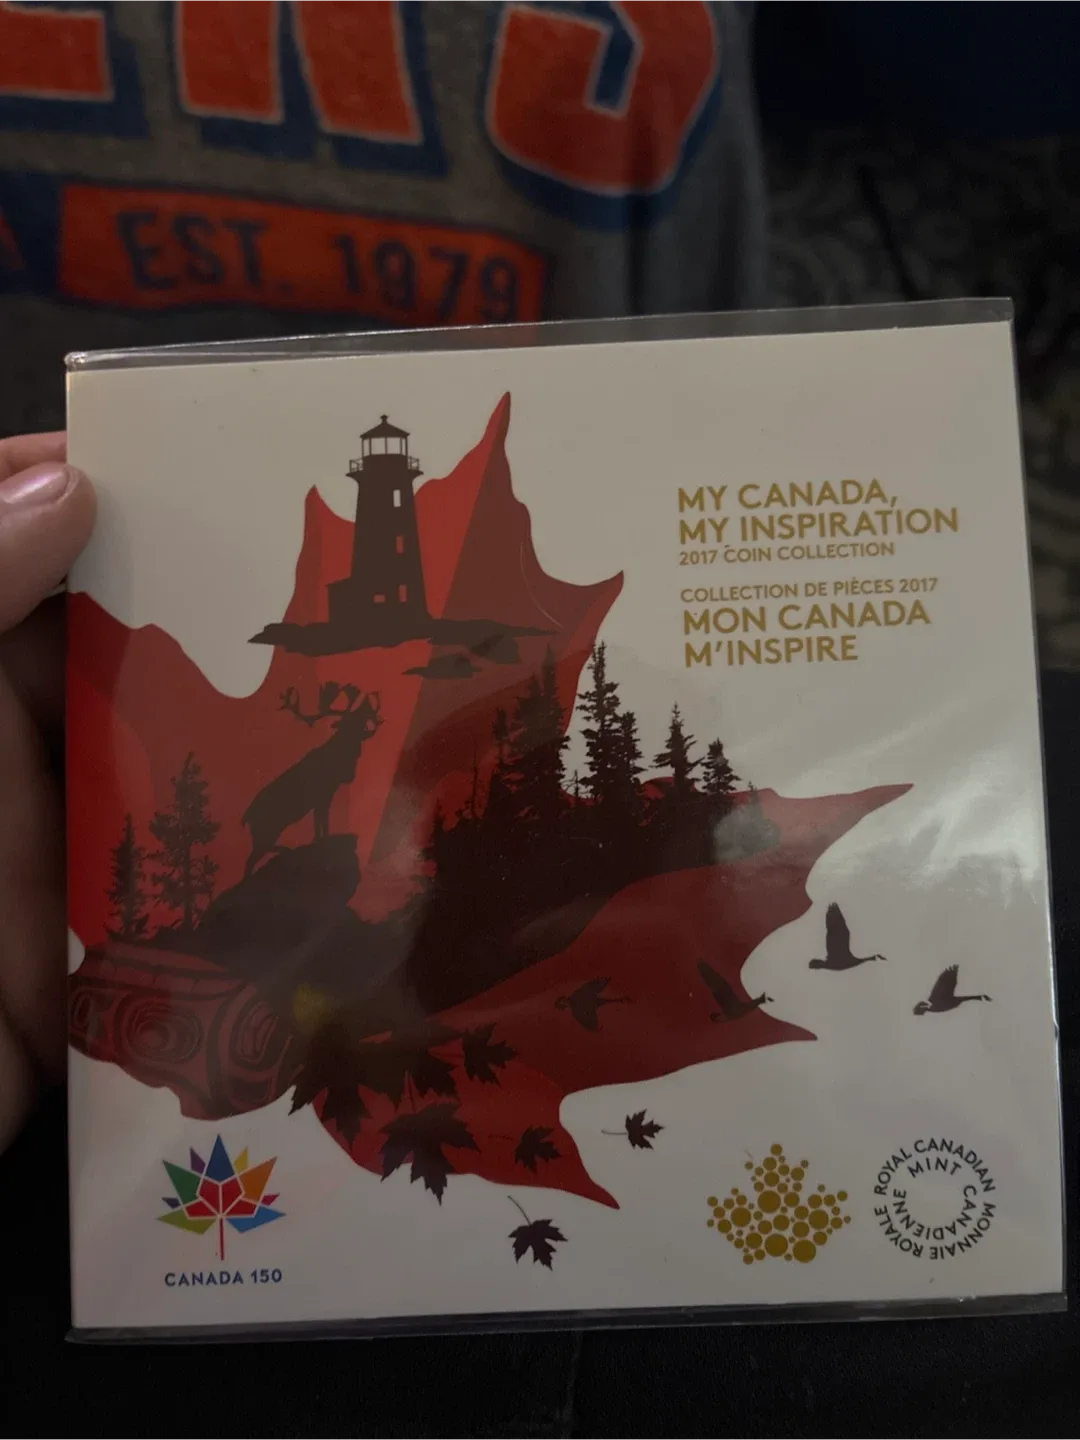 EST. 1979
MY CANADA,
MY INSPIRATION
2017 COIN COLLECTION
COLLECTION DE PIÈCES 2017
MON CANADA
M'INSPIRE
CANADA 150
ROYAL CANADIAN MINT
MONNAIE ROYALE CANADIENNE